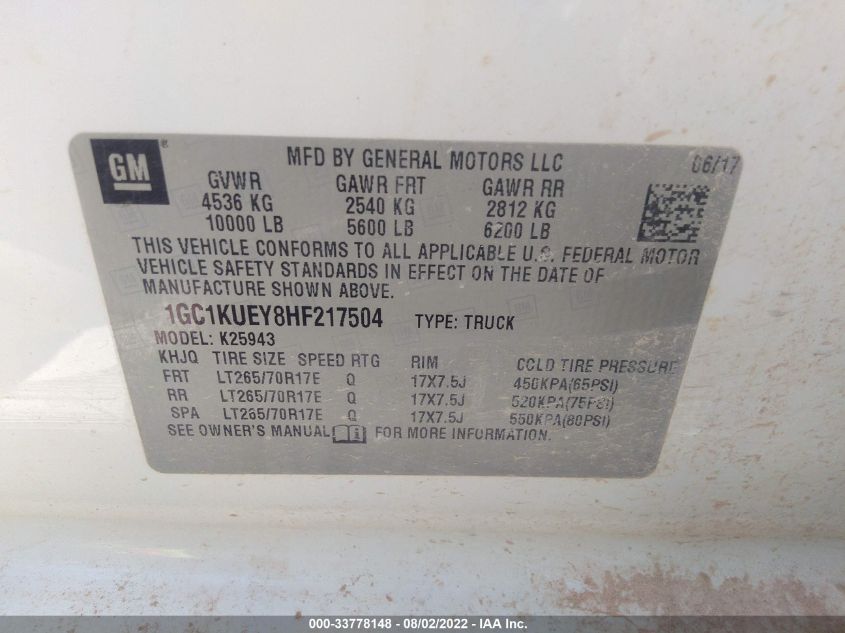 GM ®
MFD BY GENERAL MOTORS LLC 06/17
GVWR GAWR FRT GAWR RR
4536 KG 2540 KG 2812 KG
10000 LB 5600 LB 6200 LB
THIS VEHICLE CONFORMS TO ALL APPLICABLE U.S. FEDERAL MOTOR
VEHICLE SAFETY STANDARDS IN EFFECT ON THE DATE OF
MANUFACTURE SHOWN ABOVE.
1GC1KUEY8HF217504 TYPE: TRUCK
MODEL: K25943
KHJQ TIRE SIZE SPEED RTG RIM COLD TIRE PRESSURE
FRT LT265/70R17E Q 17X7.5J 450KPA(65PSI)
RR LT265/70R17E Q 17X7.5J 520KPA(75PSI)
SPA LT265/70R17E Q 17X7.5J 550KPA(80PSI)
SEE OWNER'S MANUAL FOR MORE INFORMATION.
000-33778148 - 08/02/2022 - IAA Inc.